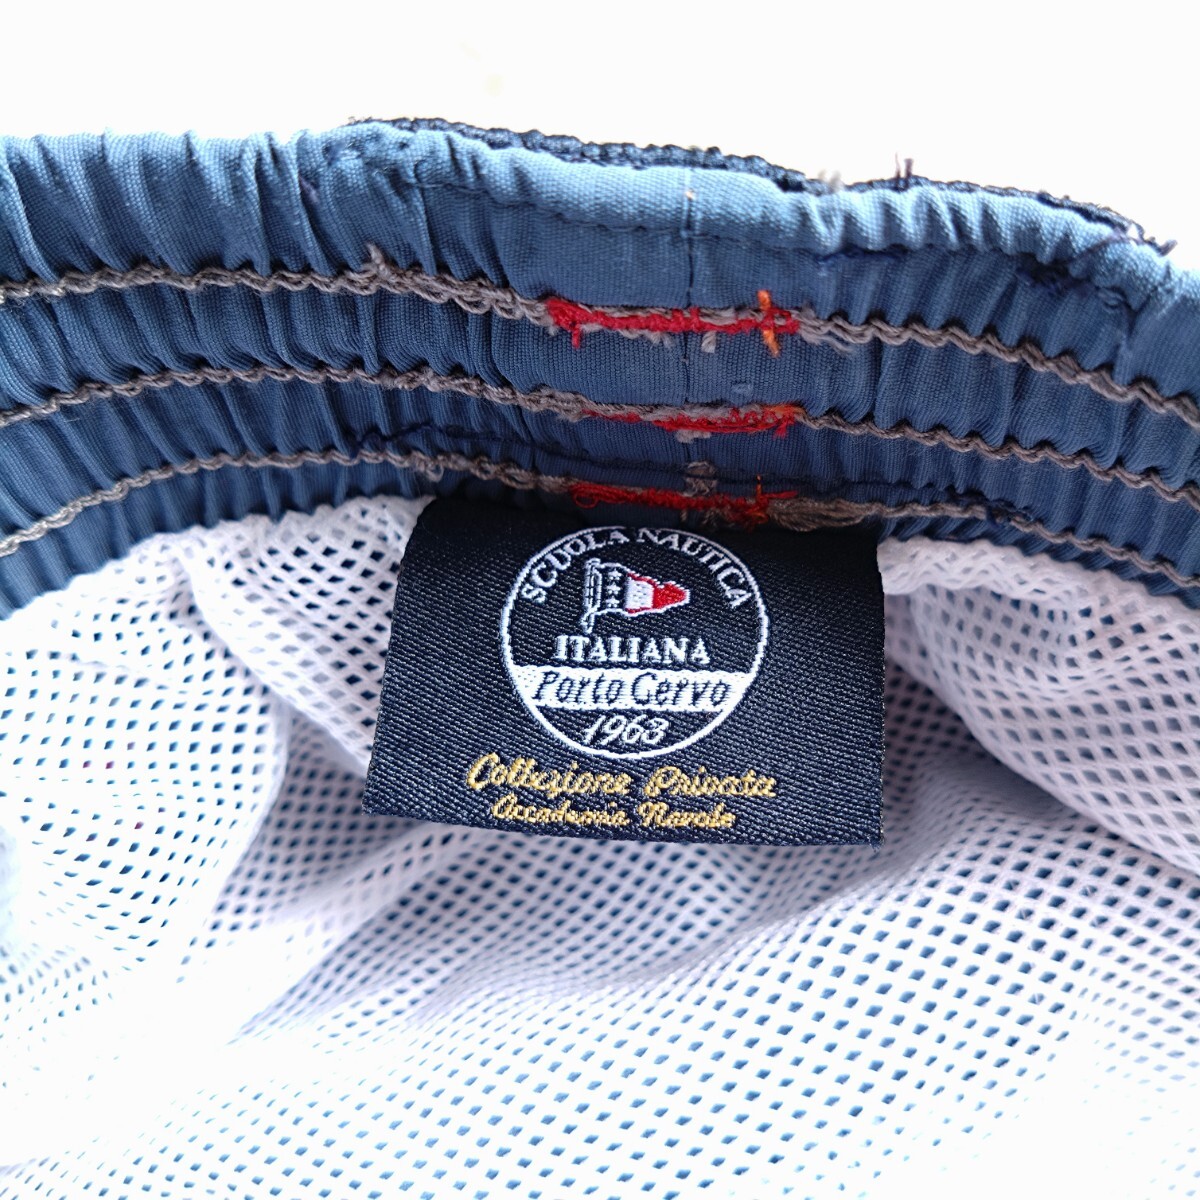 SCUOLA NAUTICA
ITALIANA
Porto Cervo
1963
Collezione Privata
Accademia Navale